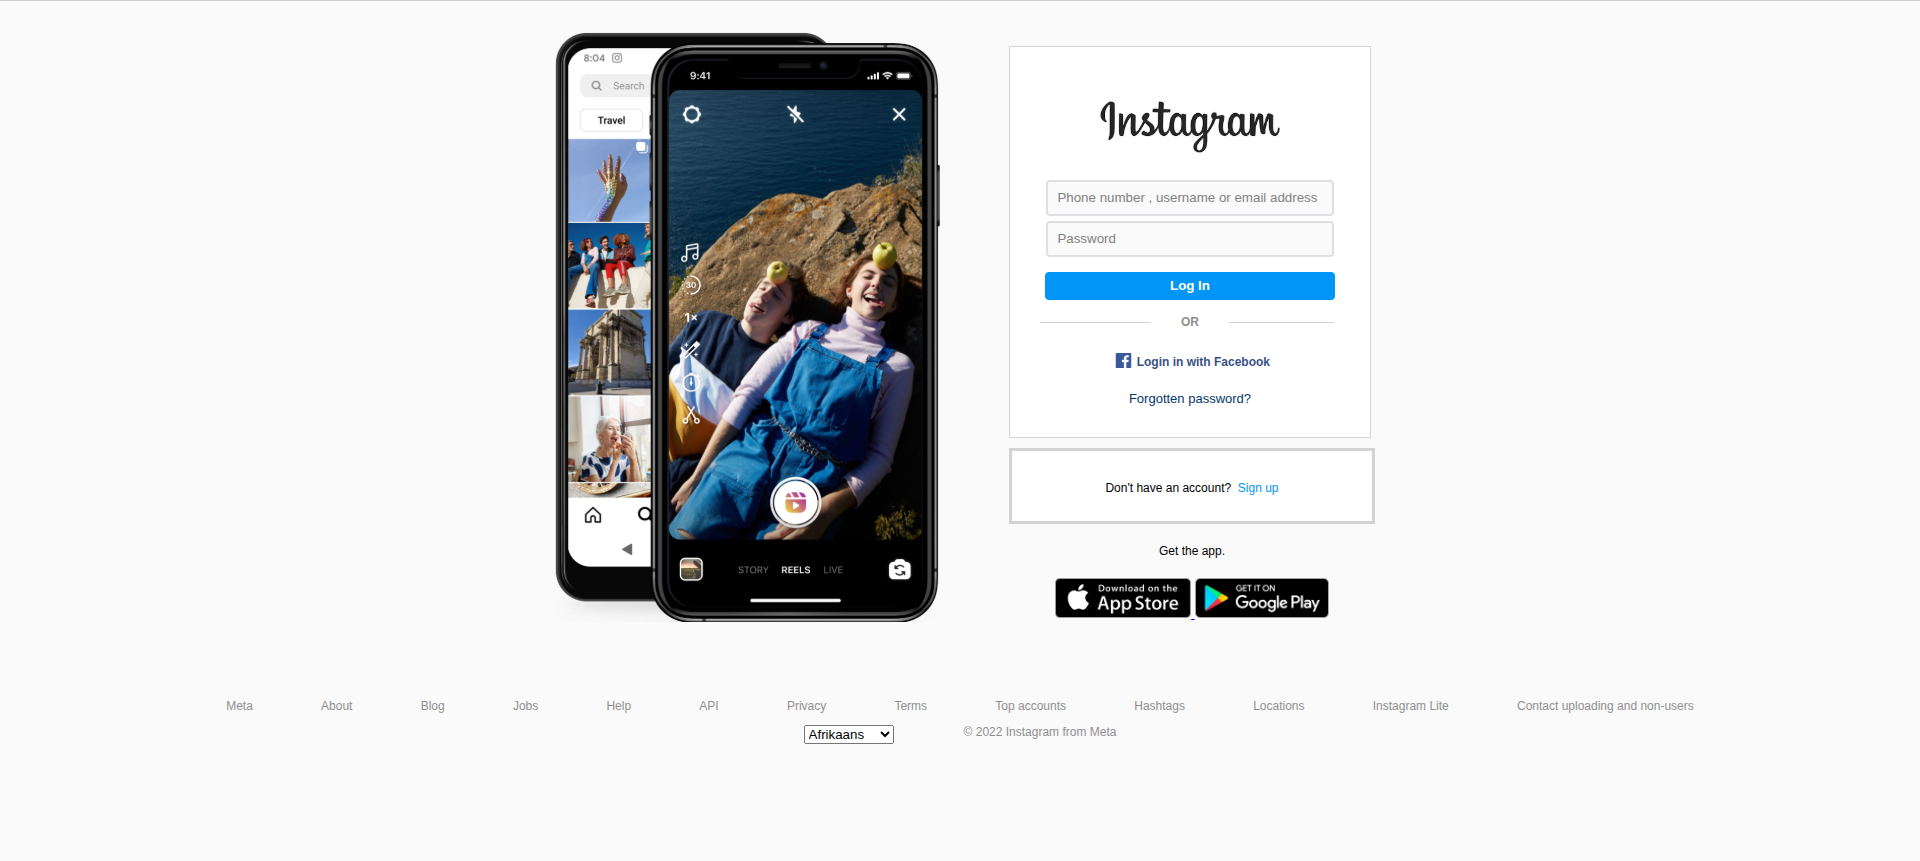 8:04
Search
Travel
9:41
30
1×
STORY REELS LIVE
Instagram
Phone number , username or email address
Password
Log In
OR
Login in with Facebook
Forgotten password?
Don't have an account? Sign up
Get the app.
Download on the
App Store
GET IT ON
Google Play
Meta About Blog Jobs Help API Privacy Terms Top accounts Hashtags Locations Instagram Lite Contact uploading and non-users
Afrikaans © 2022 Instagram from Meta